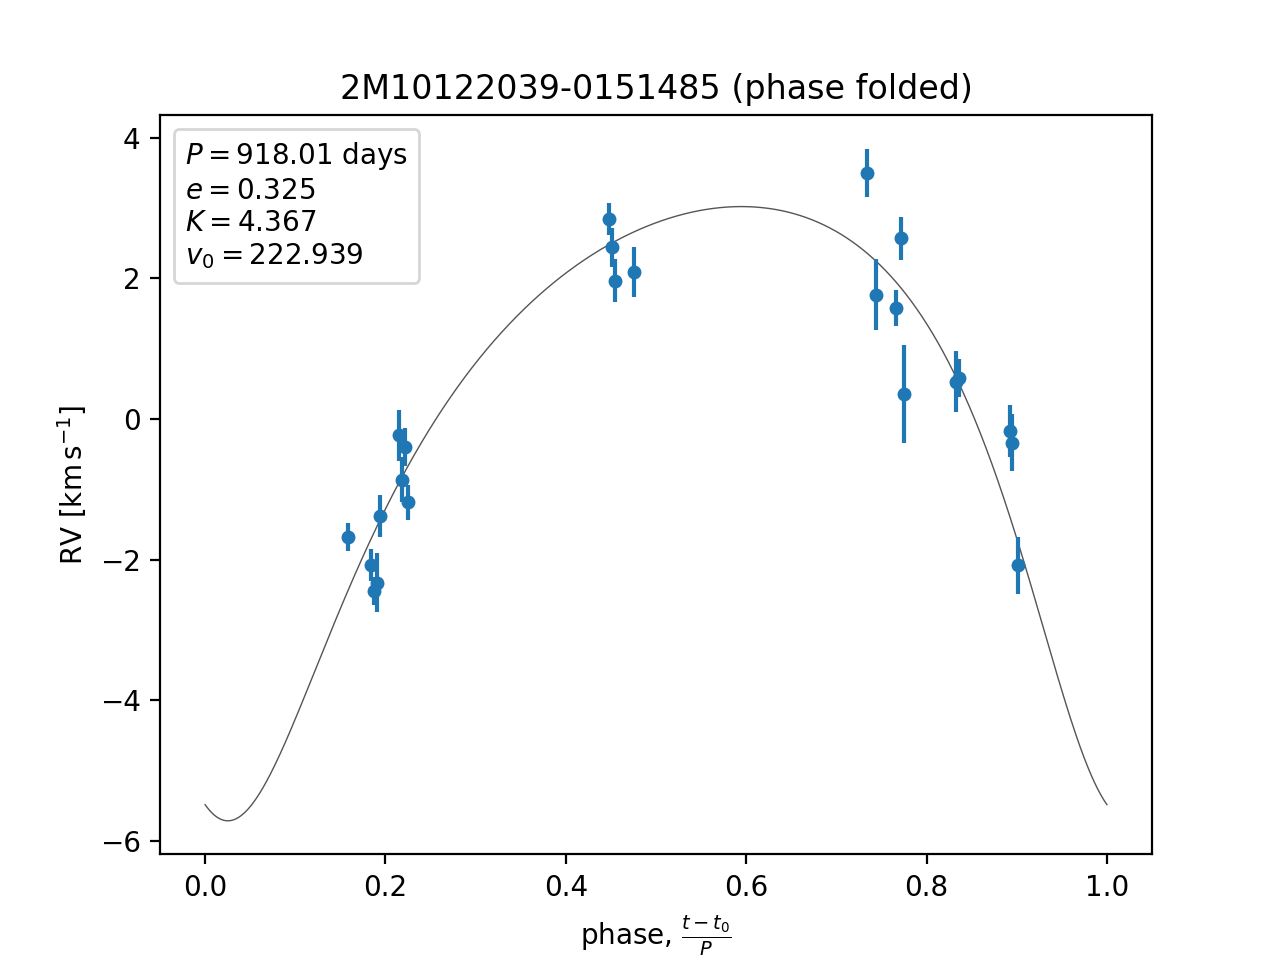 2M10122039-0151485 (phase folded)
P = 918.01 days
e = 0.325
K = 4.367
v₀ = 222.939
4
2
0
−2
−4
−6
RV [km s⁻¹]
0.0 0.2 0.4 0.6 0.8 1.0
phase, (t − t₀)/P